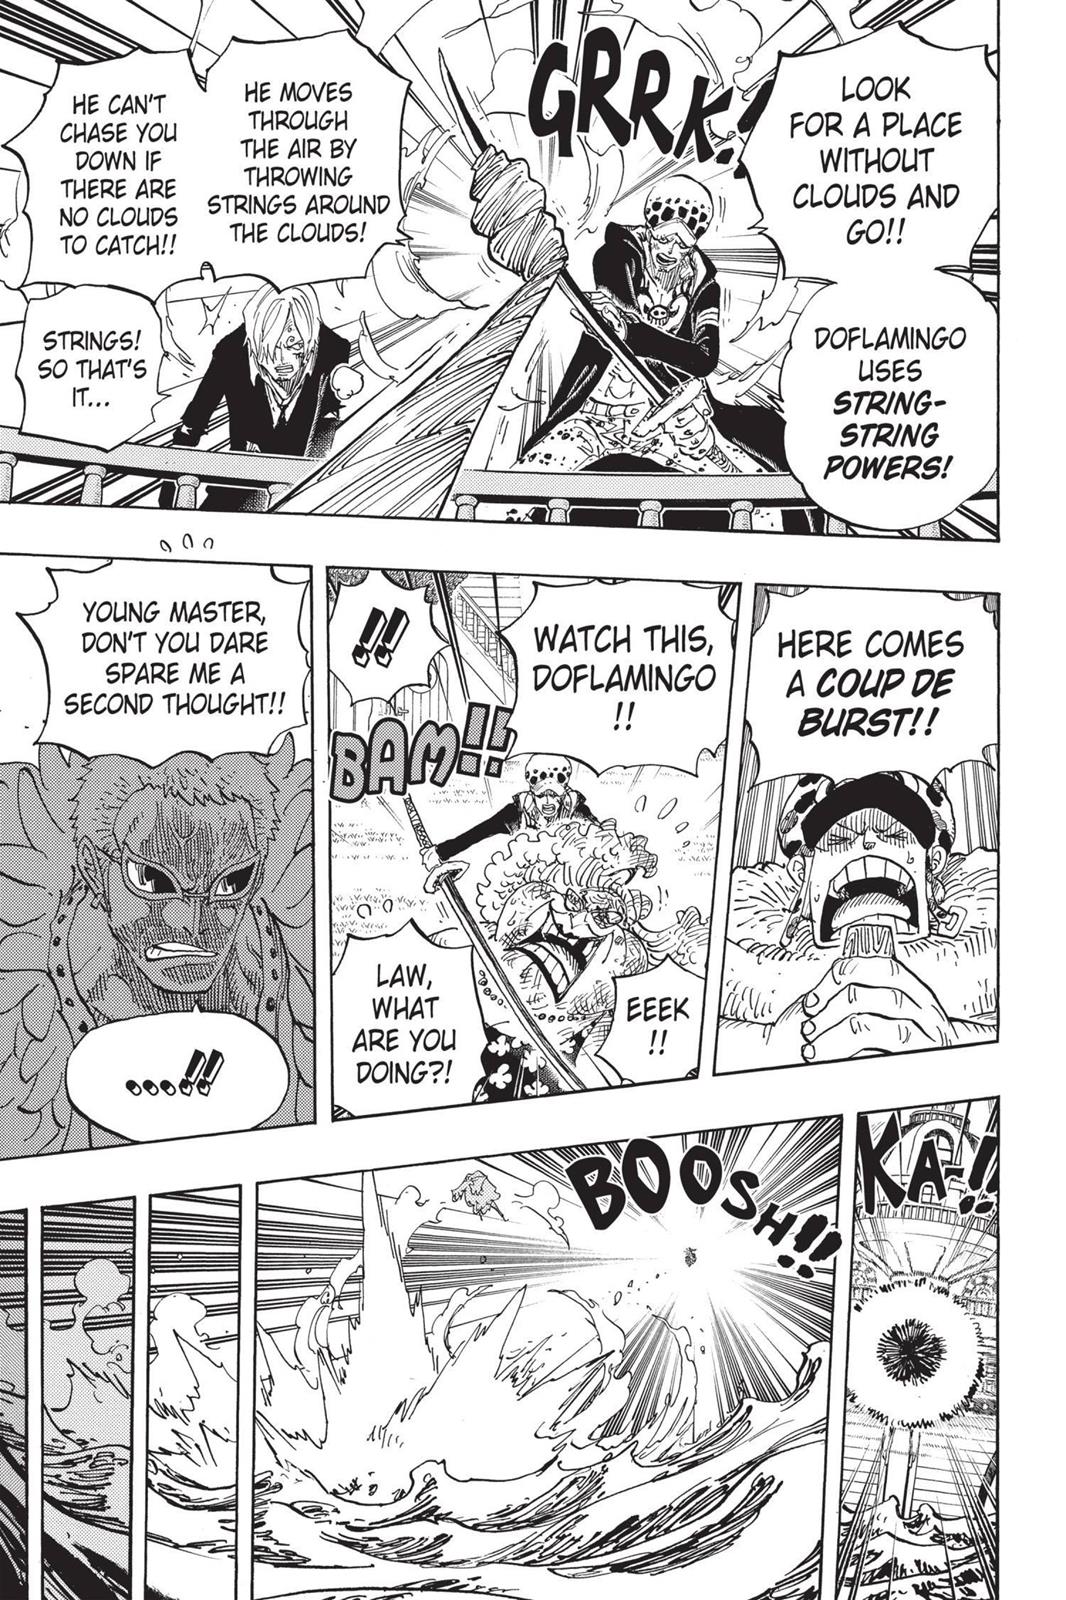 LOOK
FOR A PLACE
WITHOUT
CLOUDS AND
GO!!
DOFLAMINGO
USES
STRING-
STRING
POWERS!
GRRK!
HE MOVES
THROUGH
THE AIR BY
THROWING
STRINGS AROUND
THE CLOUDS!
HE CAN'T
CHASE YOU
DOWN IF
THERE ARE
NO CLOUDS
TO CATCH!!
STRINGS!
SO THAT'S
IT...
HERE COMES
A COUP DE
BURST!!
WATCH THIS,
DOFLAMINGO
!!
!!
BAM!!
EEEK
!!
LAW,
WHAT
ARE YOU
DOING?!
YOUNG MASTER,
DON'T YOU DARE
SPARE ME A
SECOND THOUGHT!!
...!!
KA-!!
BOOSH!!